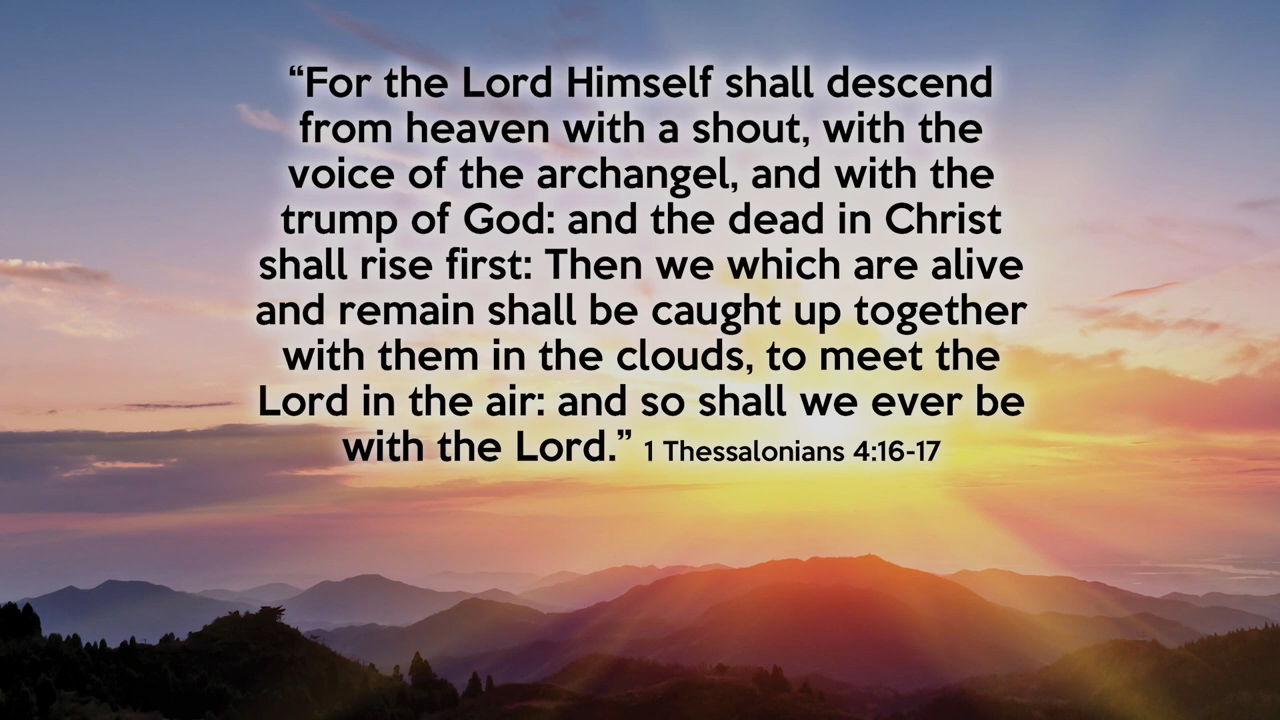 “For the Lord Himself shall descend
from heaven with a shout, with the
voice of the archangel, and with the
trump of God: and the dead in Christ
shall rise first: Then we which are alive
and remain shall be caught up together
with them in the clouds, to meet the
Lord in the air: and so shall we ever be
with the Lord.” 1 Thessalonians 4:16-17